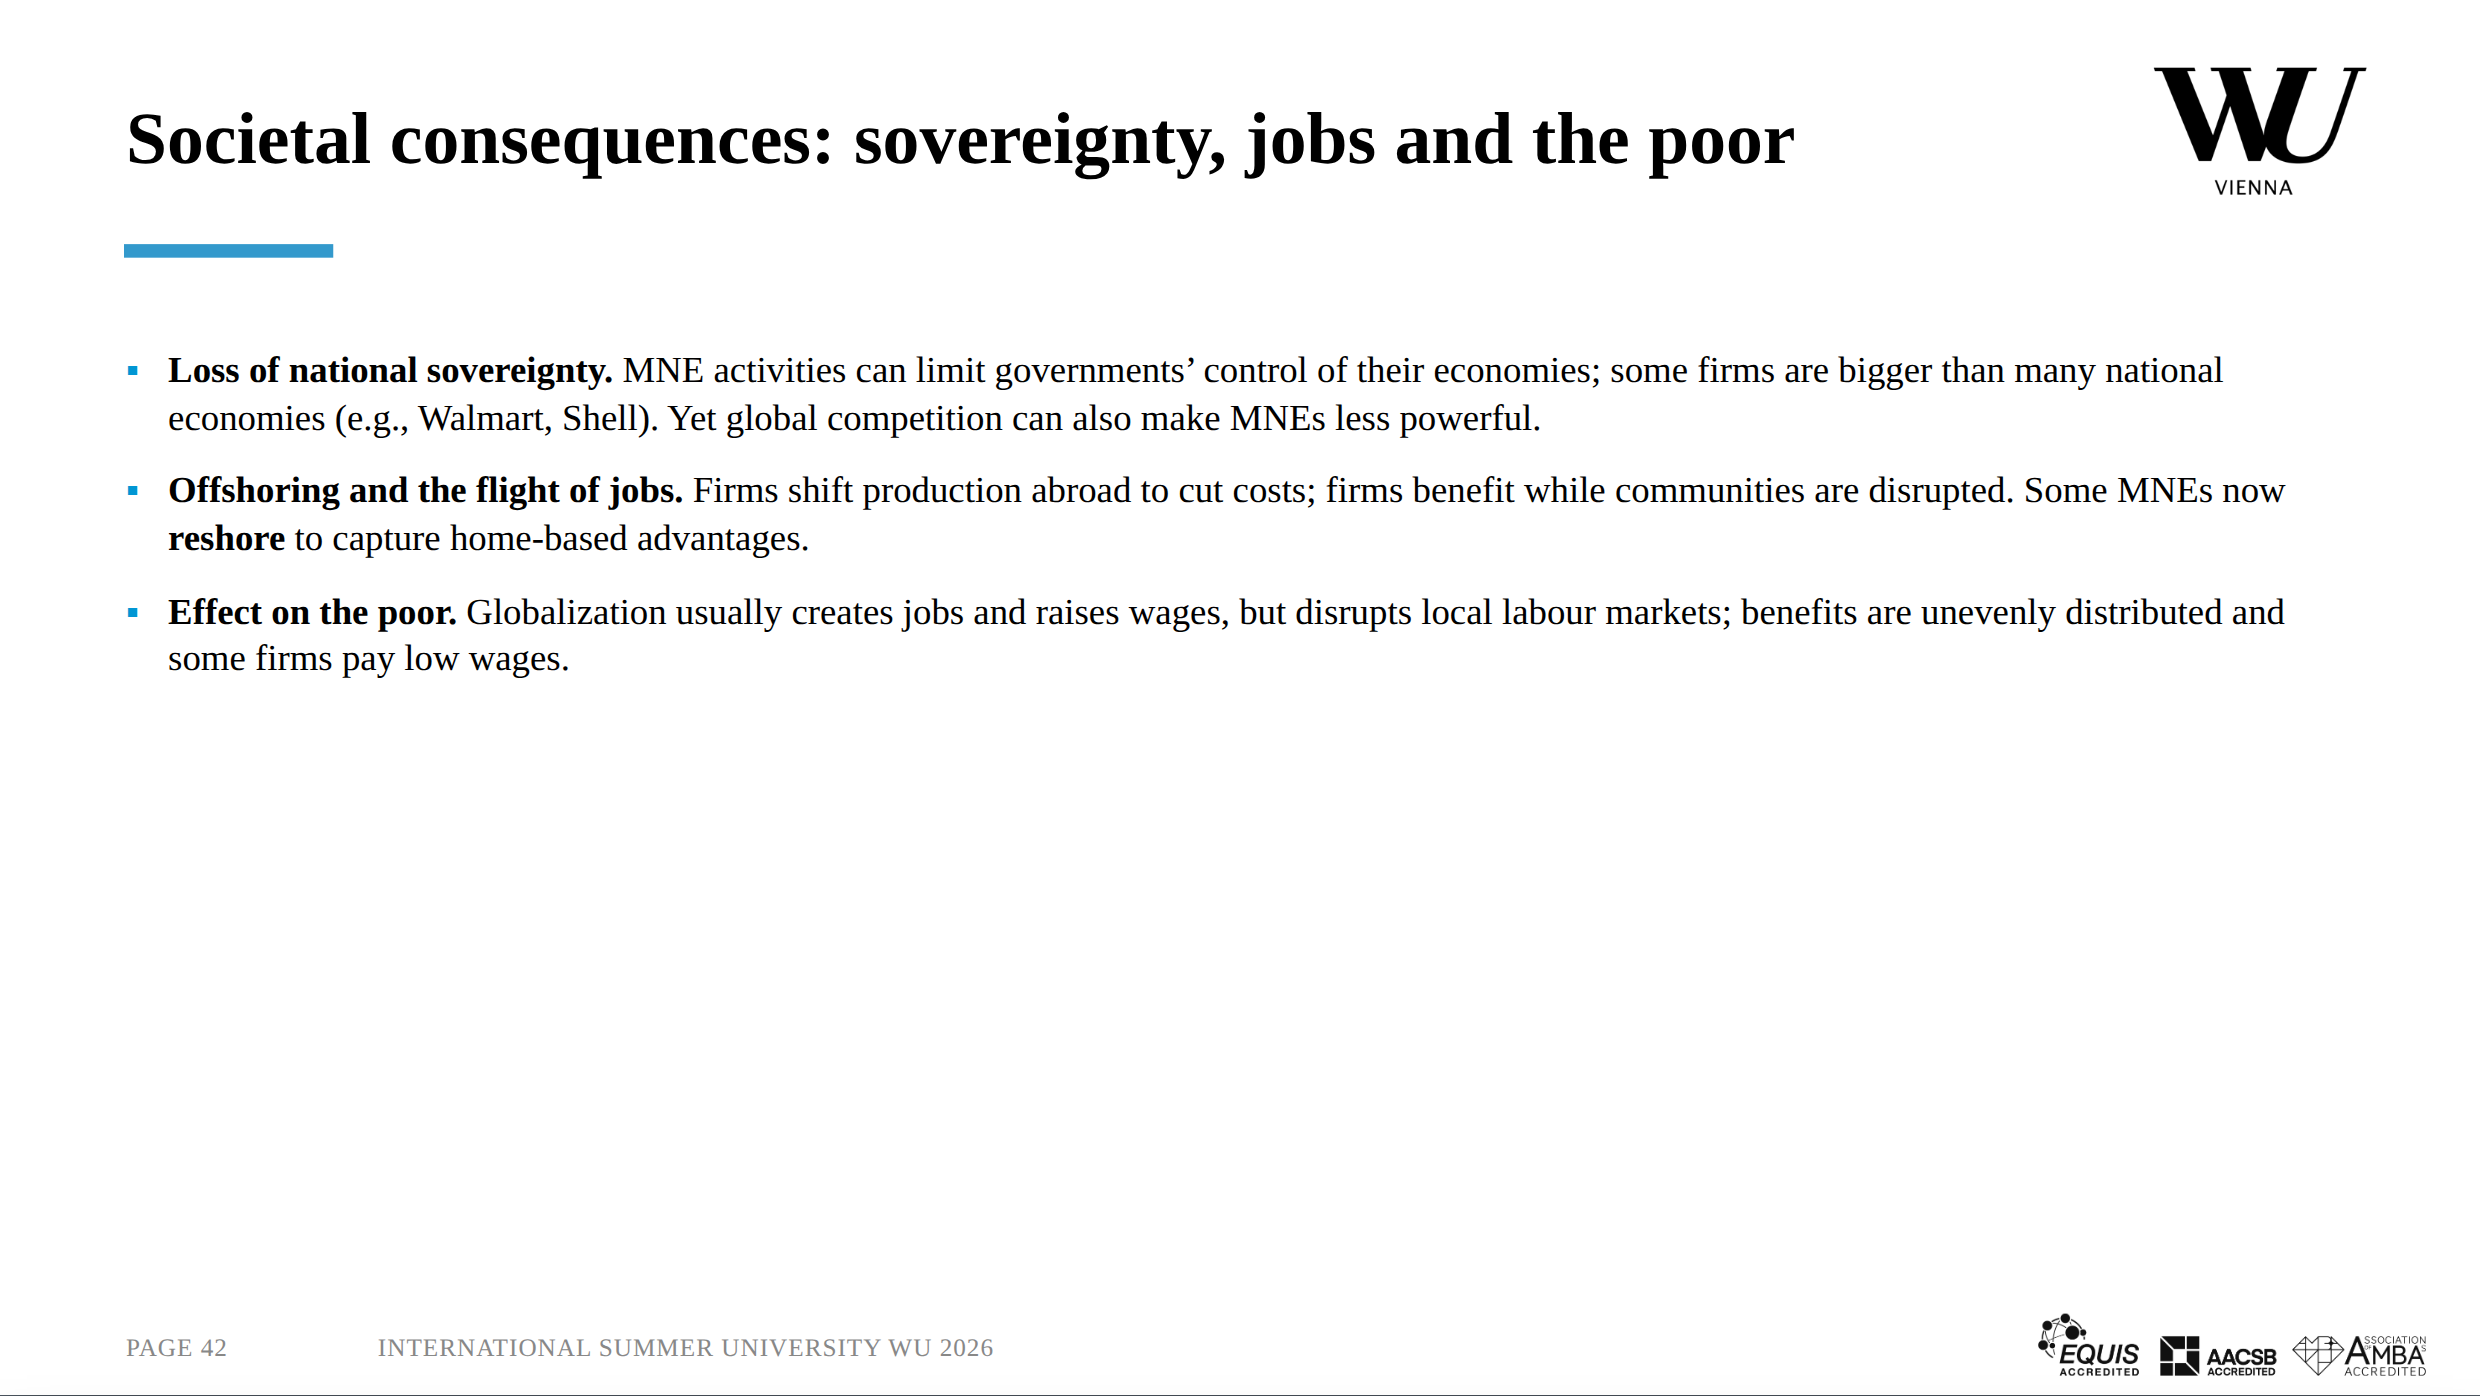 Societal consequences: sovereignty, jobs and the poor
WU
VIENNA
▪ Loss of national sovereignty. MNE activities can limit governments’ control of their economies; some firms are bigger than many national
economies (e.g., Walmart, Shell). Yet global competition can also make MNEs less powerful.
▪ Offshoring and the flight of jobs. Firms shift production abroad to cut costs; firms benefit while communities are disrupted. Some MNEs now
reshore to capture home-based advantages.
▪ Effect on the poor. Globalization usually creates jobs and raises wages, but disrupts local labour markets; benefits are unevenly distributed and
some firms pay low wages.
PAGE 42
INTERNATIONAL SUMMER UNIVERSITY WU 2026
EQUIS
ACCREDITED
AACSB
ACCREDITED
ASSOCIATION
OF MBAS
ACCREDITED